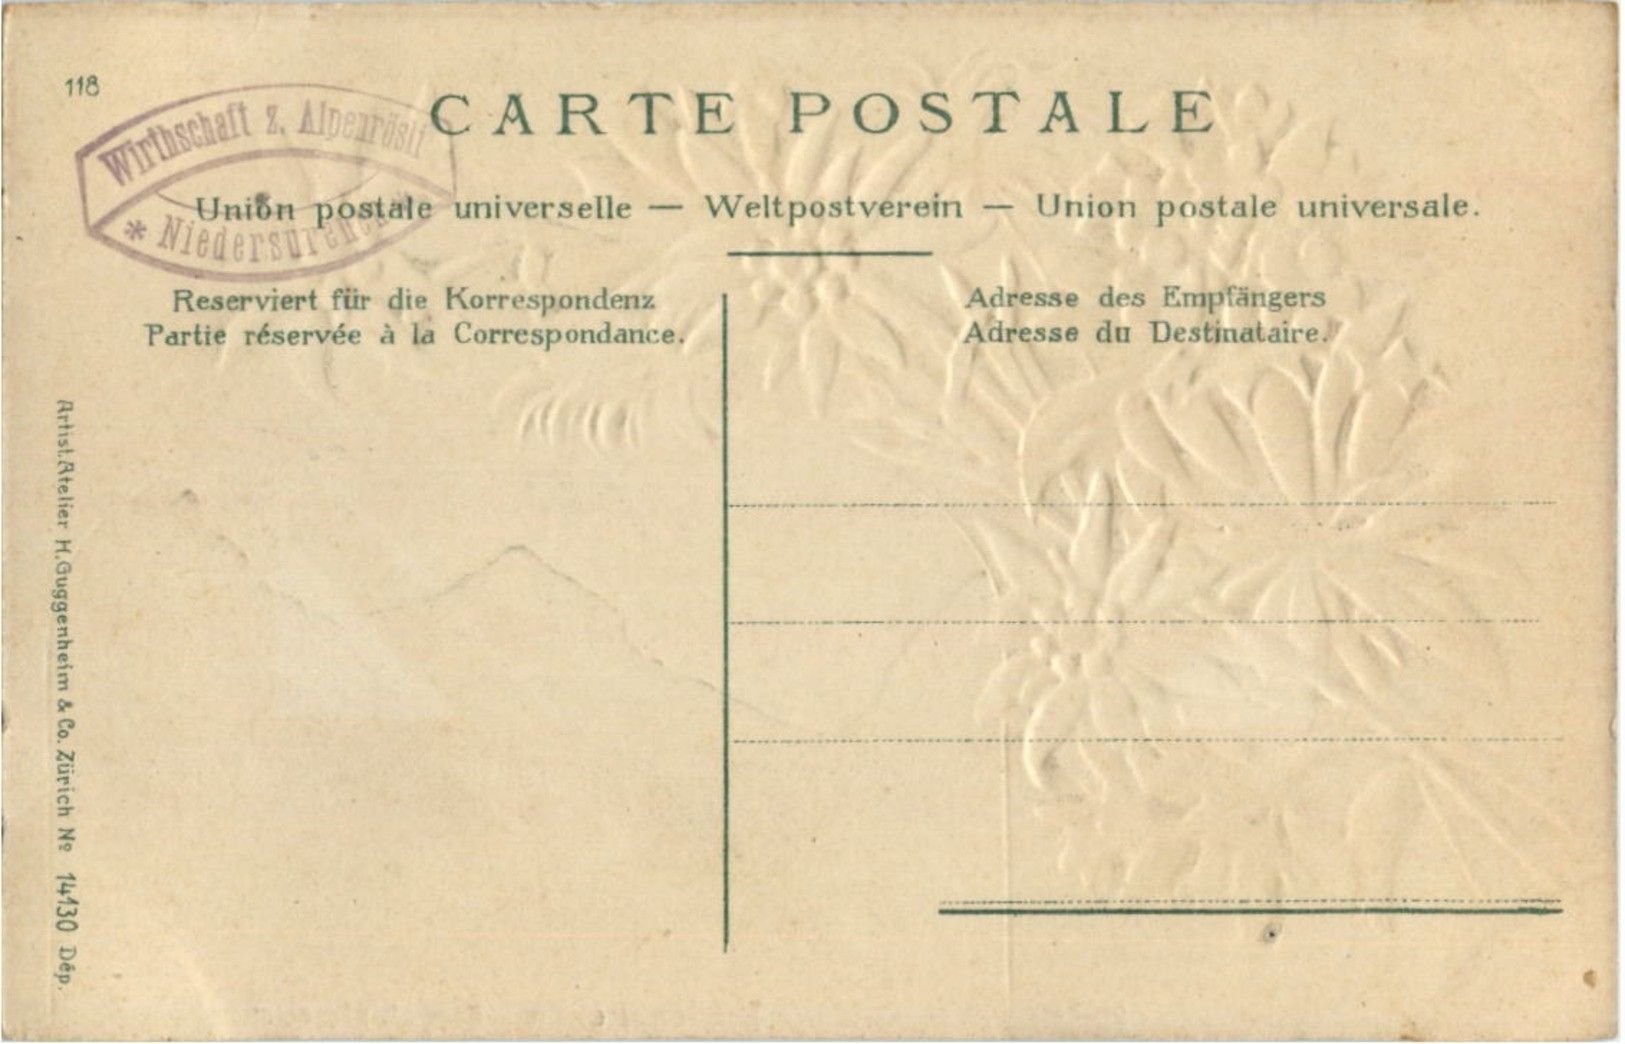 118
Wirthschaft z. Alpenrösli
* Niedersurenen *
CARTE POSTALE
Union postale universelle — Weltpostverein — Union postale universale.
Reserviert für die Korrespondenz
Partie réservée à la Correspondance.
Adresse des Empfängers
Adresse du Destinataire.
Artist. Atelier H. Guggenheim & Co. Zürich No 14130 Dép.